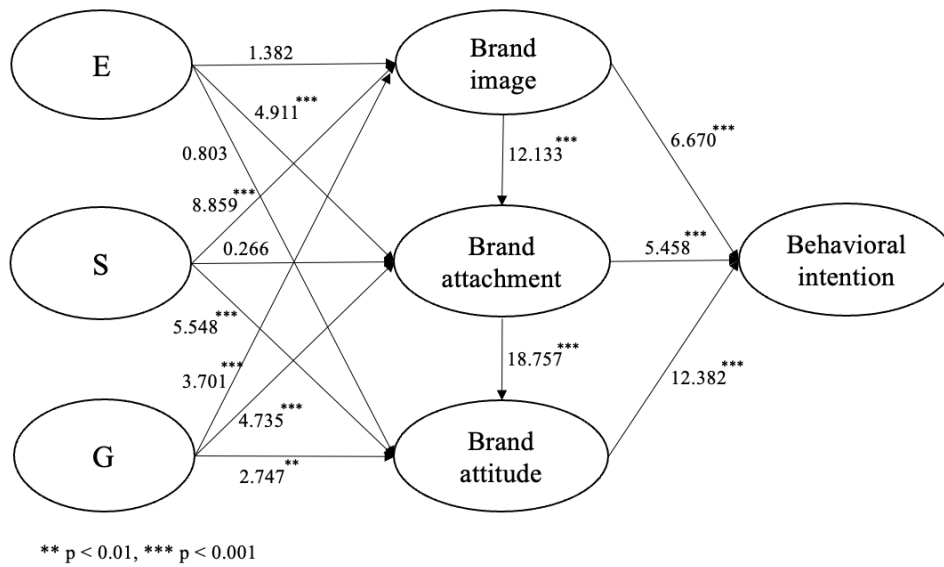 E
1.382
Brand
image
4.911***
0.803
6.670***
12.133***
8.859***
S
0.266
Brand
attachment
5.458***
Behavioral
intention
5.548***
18.757***
3.701***
12.382***
4.735***
G
2.747**
Brand
attitude
** p < 0.01, *** p < 0.001